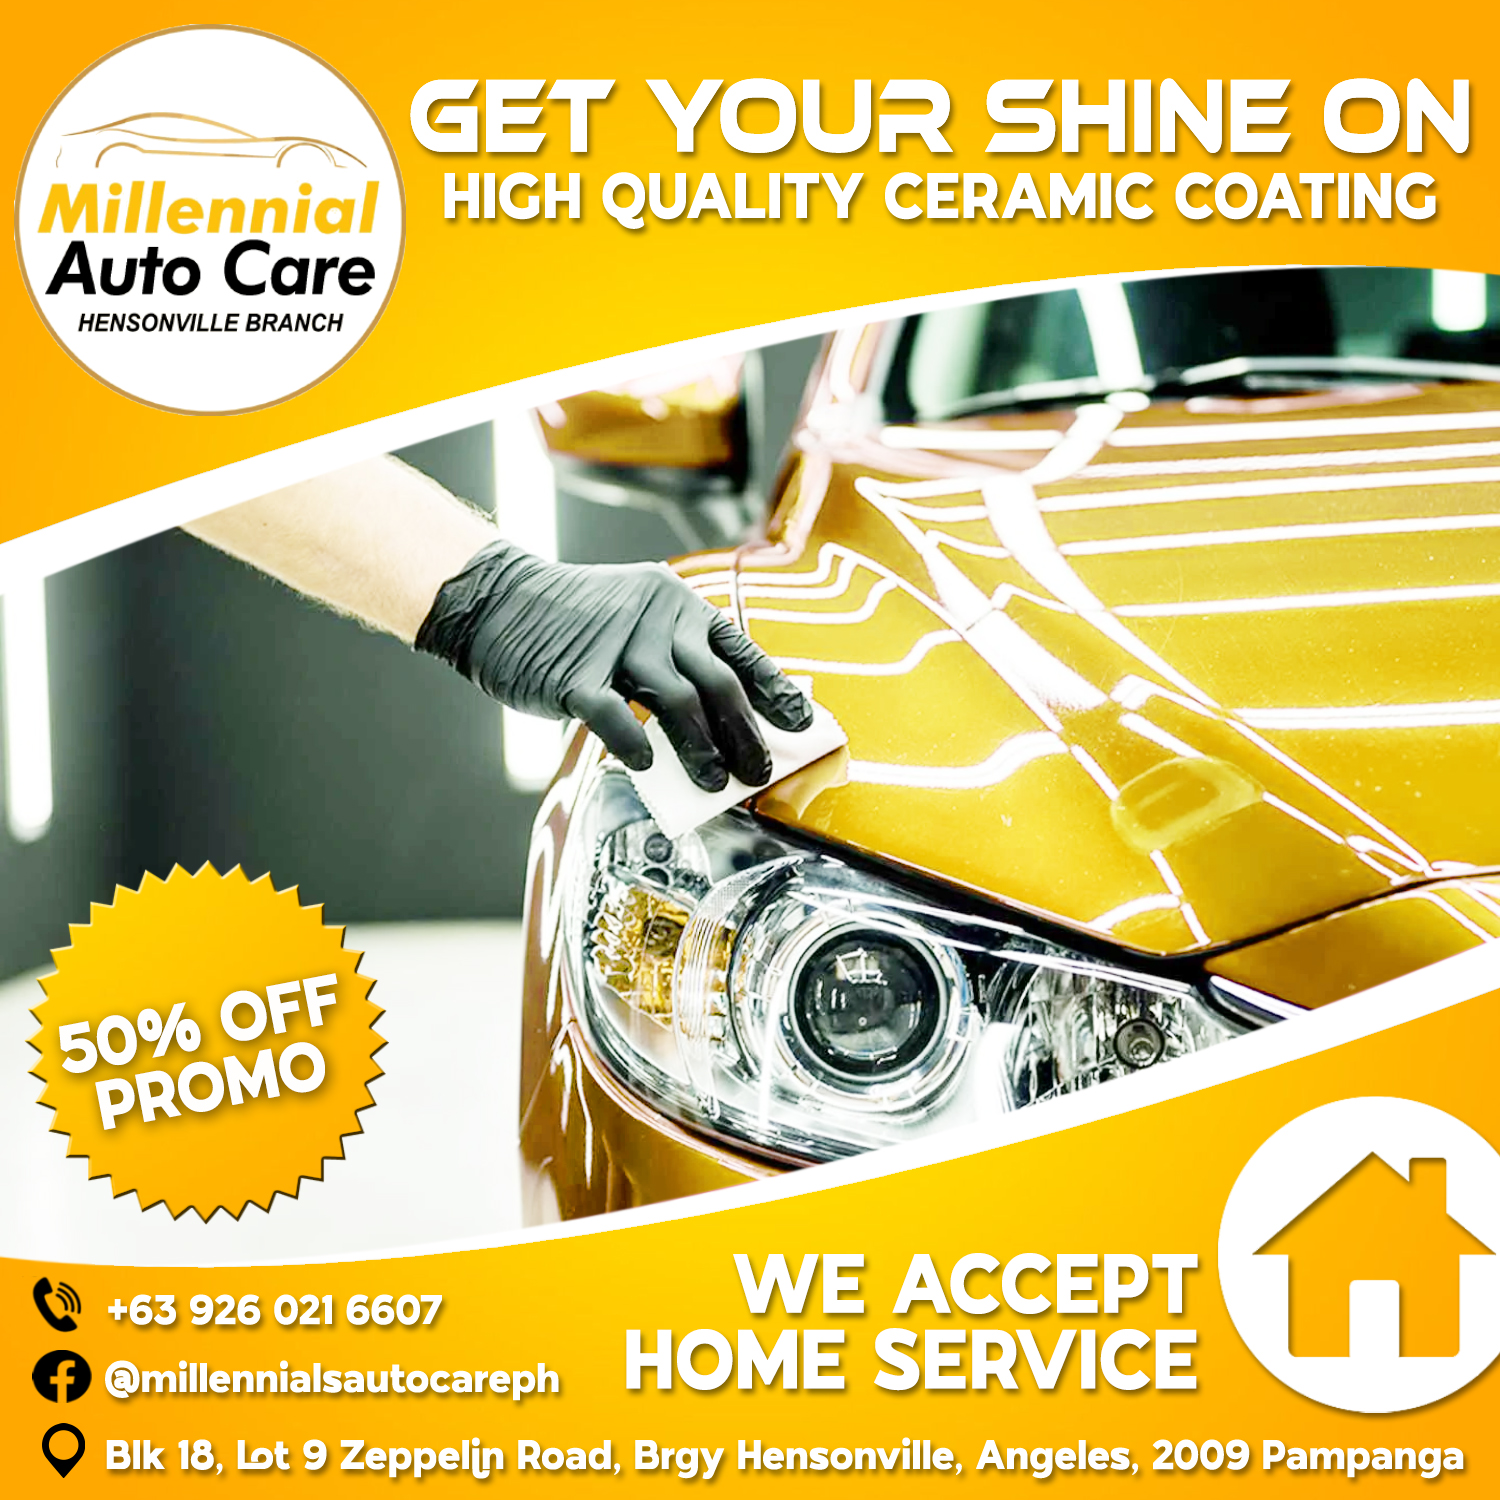 Millennial
Auto Care
HENSONVILLE BRANCH
GET YOUR SHINE ON
HIGH QUALITY CERAMIC COATING
50% OFF
PROMO
WE ACCEPT
HOME SERVICE
+63 926 021 6607
@millennialsautocareph
Blk 18, Lot 9 Zeppelin Road, Brgy Hensonville, Angeles, 2009 Pampanga